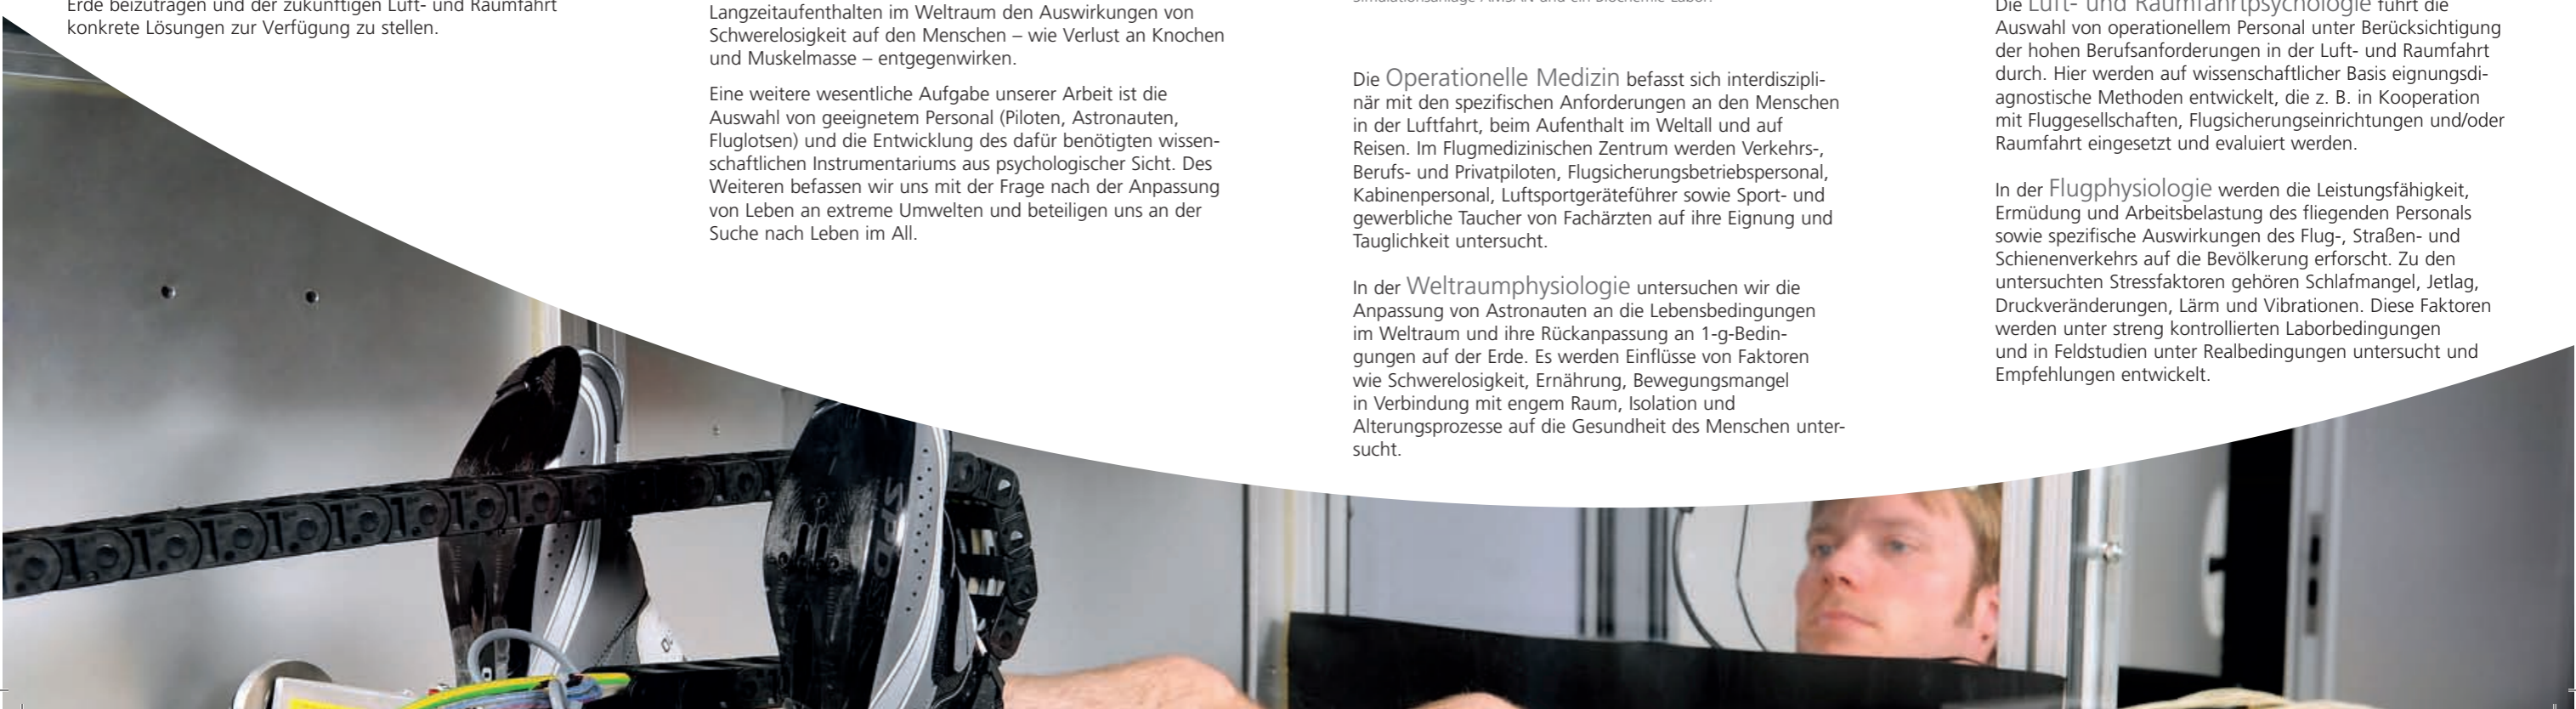 Erde beizutragen und der zukünftigen Luft- und Raumfahrt
konkrete Lösungen zur Verfügung zu stellen.
Langzeitaufenthalten im Weltraum den Auswirkungen von
Schwerelosigkeit auf den Menschen – wie Verlust an Knochen
und Muskelmasse – entgegenwirken.
Eine weitere wesentliche Aufgabe unserer Arbeit ist die
Auswahl von geeignetem Personal (Piloten, Astronauten,
Fluglotsen) und die Entwicklung des dafür benötigten wissen-
schaftlichen Instrumentariums aus psychologischer Sicht. Des
Weiteren befassen wir uns mit der Frage nach der Anpassung
von Leben an extreme Umwelten und beteiligen uns an der
Suche nach Leben im All.
Die Operationelle Medizin befasst sich interdiszipli-
när mit den spezifischen Anforderungen an den Menschen
in der Luftfahrt, beim Aufenthalt im Weltall und auf
Reisen. Im Flugmedizinischen Zentrum werden Verkehrs-,
Berufs- und Privatpiloten, Flugsicherungsbetriebspersonal,
Kabinenpersonal, Luftsportgeräteführer sowie Sport- und
gewerbliche Taucher von Fachärzten auf ihre Eignung und
Tauglichkeit untersucht.
In der Weltraumphysiologie untersuchen wir die
Anpassung von Astronauten an die Lebensbedingungen
im Weltraum und ihre Rückanpassung an 1-g-Bedin-
gungen auf der Erde. Es werden Einflüsse von Faktoren
wie Schwerelosigkeit, Ernährung, Bewegungsmangel
in Verbindung mit engem Raum, Isolation und
Alterungsprozesse auf die Gesundheit des Menschen unter-
sucht.
Die Luft- und Raumfahrtpsychologie führt die
Auswahl von operationellem Personal unter Berücksichtigung
der hohen Berufsanforderungen in der Luft- und Raumfahrt
durch. Hier werden auf wissenschaftlicher Basis eignungsdi-
agnostische Methoden entwickelt, die z. B. in Kooperation
mit Fluggesellschaften, Flugsicherungseinrichtungen und/oder
Raumfahrt eingesetzt und evaluiert werden.
In der Flugphysiologie werden die Leistungsfähigkeit,
Ermüdung und Arbeitsbelastung des fliegenden Personals
sowie spezifische Auswirkungen des Flug-, Straßen- und
Schienenverkehrs auf die Bevölkerung erforscht. Zu den
untersuchten Stressfaktoren gehören Schlafmangel, Jetlag,
Druckveränderungen, Lärm und Vibrationen. Diese Faktoren
werden unter streng kontrollierten Laborbedingungen
und in Feldstudien unter Realbedingungen untersucht und
Empfehlungen entwickelt.